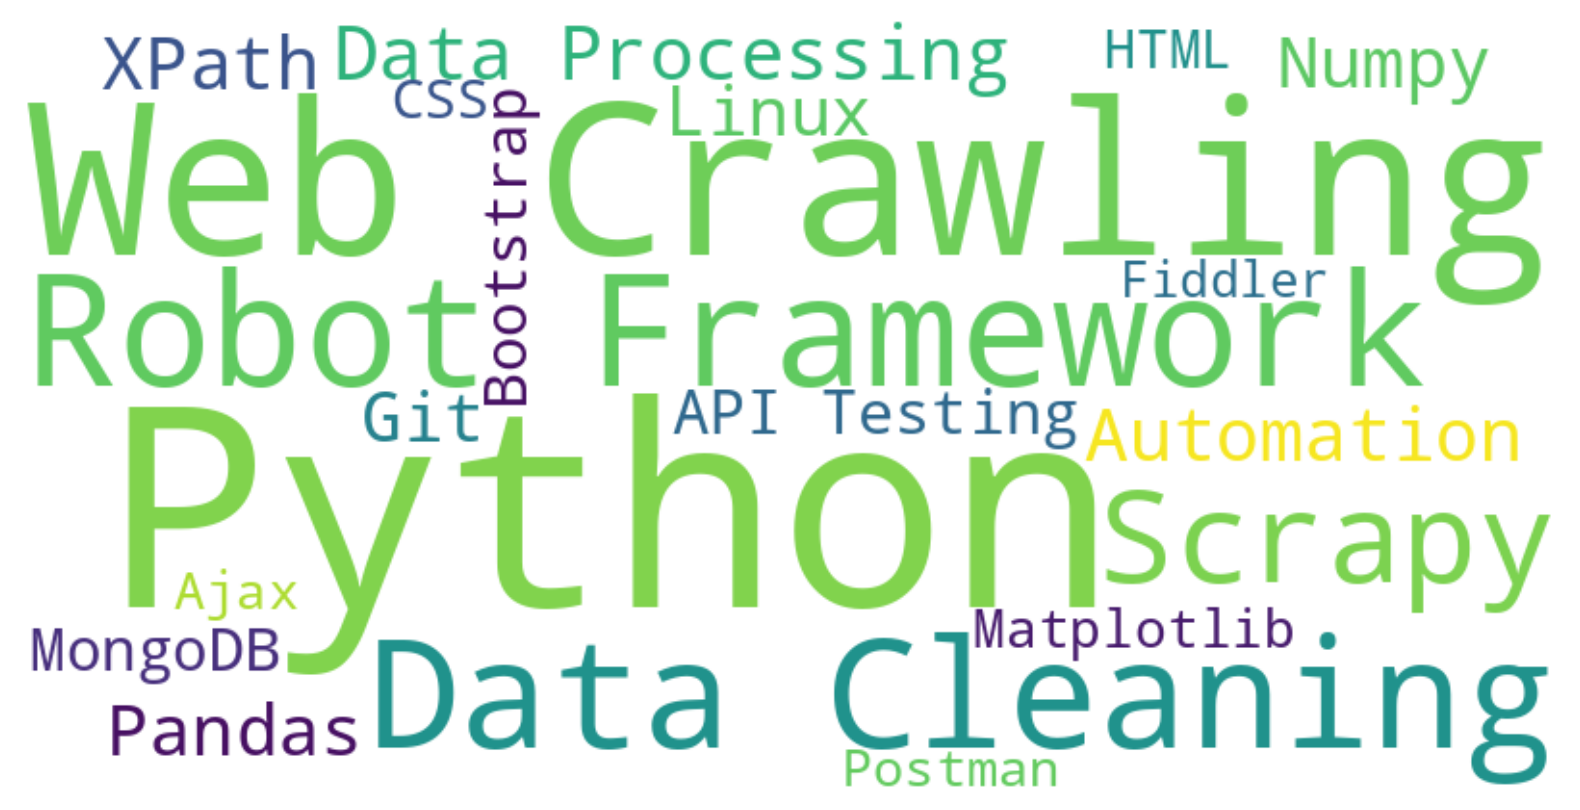 XPath
Data Processing
HTML
Numpy
CSS
Linux
Web Crawling
Bootstrap
Robot Framework
Fiddler
Git
API Testing
Automation
Python
Scrapy
Ajax
MongoDB
Matplotlib
Data Cleaning
Pandas
Postman